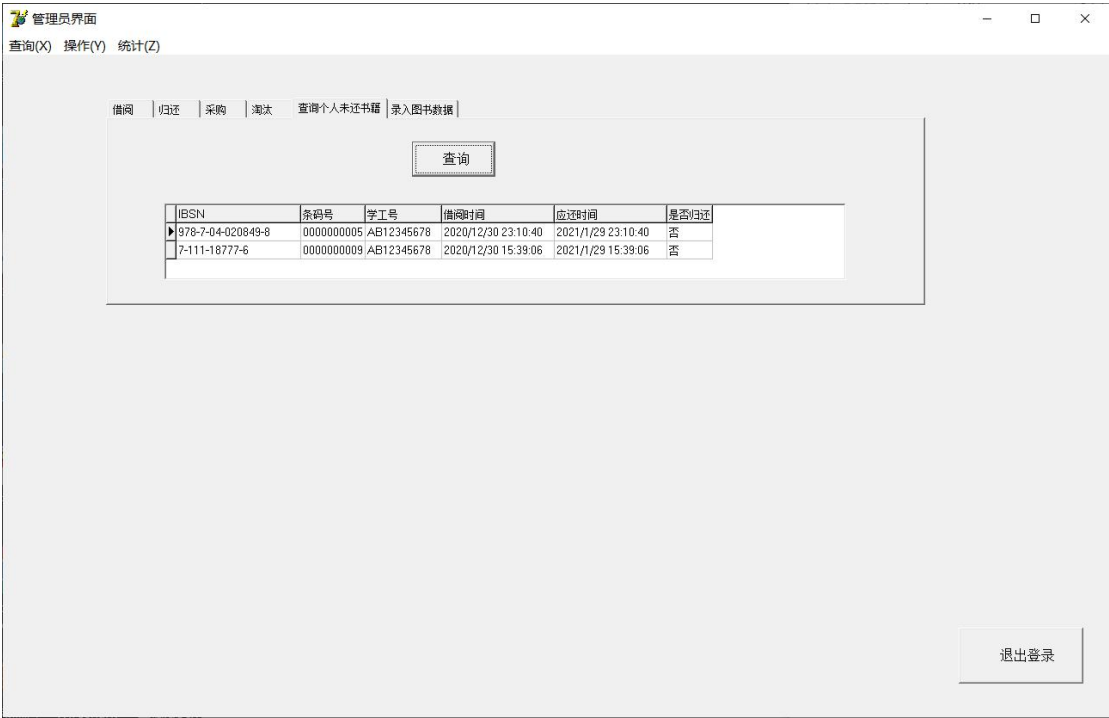 管理员界面
查询(X) 操作(Y) 统计(Z)
借阅 归还 采购 淘汰 查询个人未还书藉 录入图书数据
查询
IBSN 条码号 学工号 借阅时间 应还时间 是否归还
978-7-04-020849-8 0000000005 AB12345678 2020/12/30 23:10:40 2021/1/29 23:10:40 否
7-111-18777-6 0000000009 AB12345678 2020/12/30 15:39:06 2021/1/29 15:39:06 否
退出登录